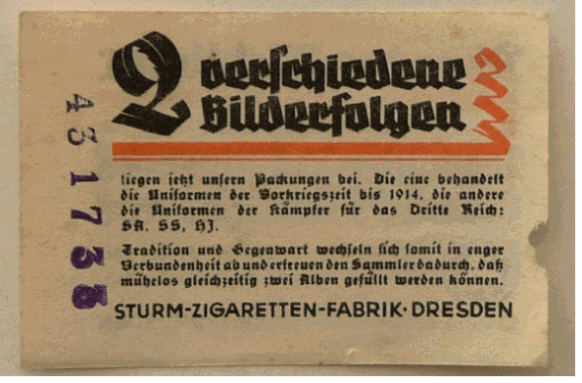 2 verschiedene
Bilderfolgen
liegen jetzt unsern Packungen bei. Die eine behandelt
die Uniformen der Vorkriegszeit bis 1914, die andere
die Uniformen der Kämpfer für das Dritte Reich:
SA, SS, HJ.
Tradition und Gegenwart wechseln sich somit in enger
Verbundenheit ab und erfreuen den Sammler dadurch, daß
mühelos gleichzeitig zwei Alben gefüllt werden können.
STURM-ZIGARETTEN-FABRIK·DRESDEN